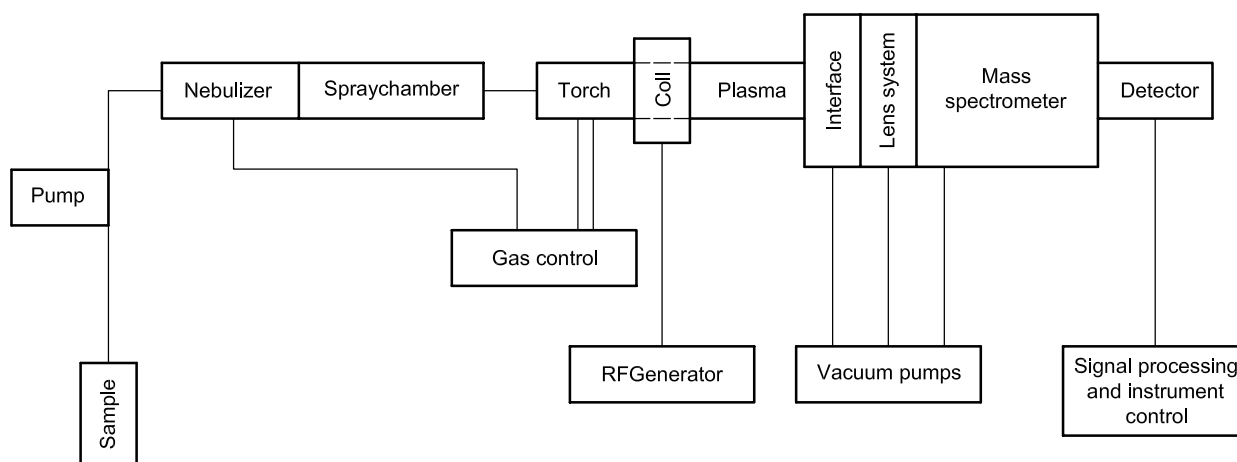 Nebulizer
Spraychamber
Torch
Coll
Plasma
Interface
Lens system
Mass
spectrometer
Detector
Pump
Gas control
Sample
RFGenerator
Vacuum pumps
Signal processing
and instrument
control